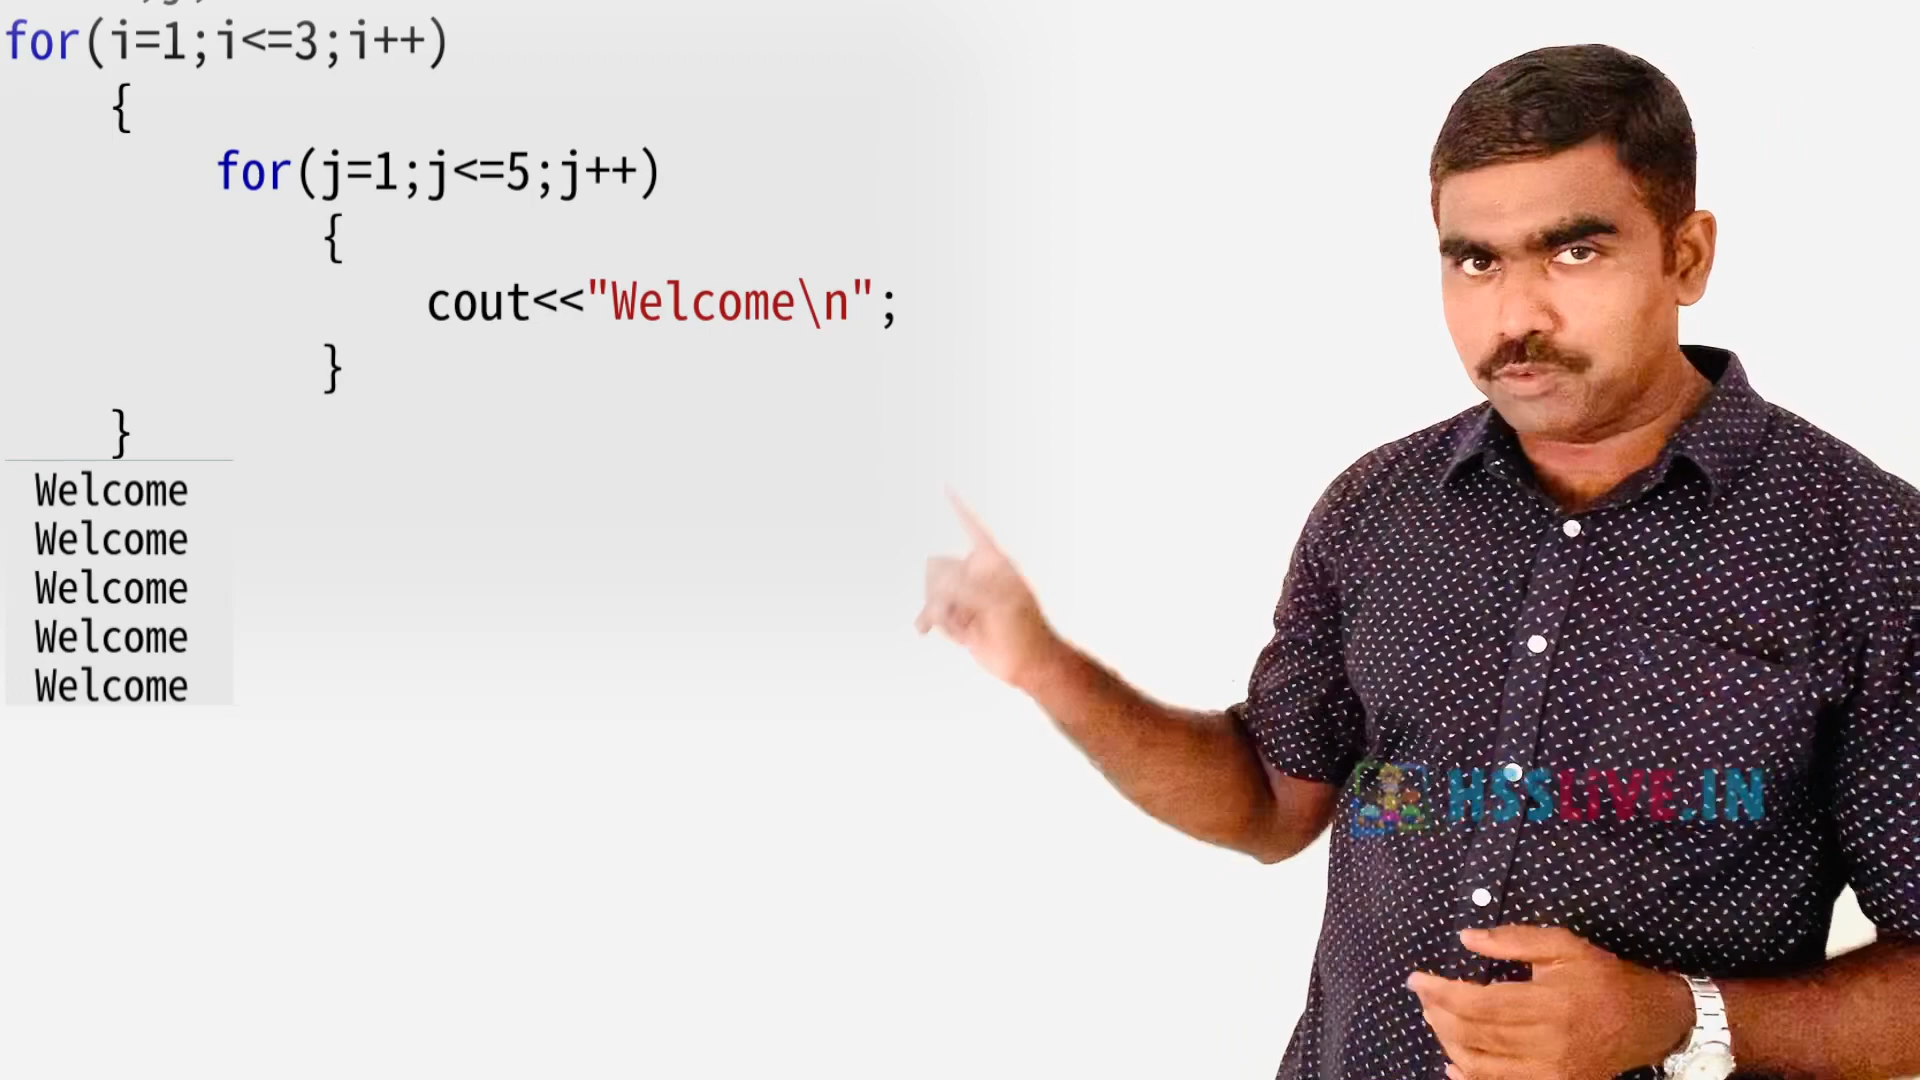 for(i=1;i<=3;i++)
{
for(j=1;j<=5;j++)
{
cout<<"Welcome\n";
}
}
Welcome
Welcome
Welcome
Welcome
Welcome
HSSLiVE.IN